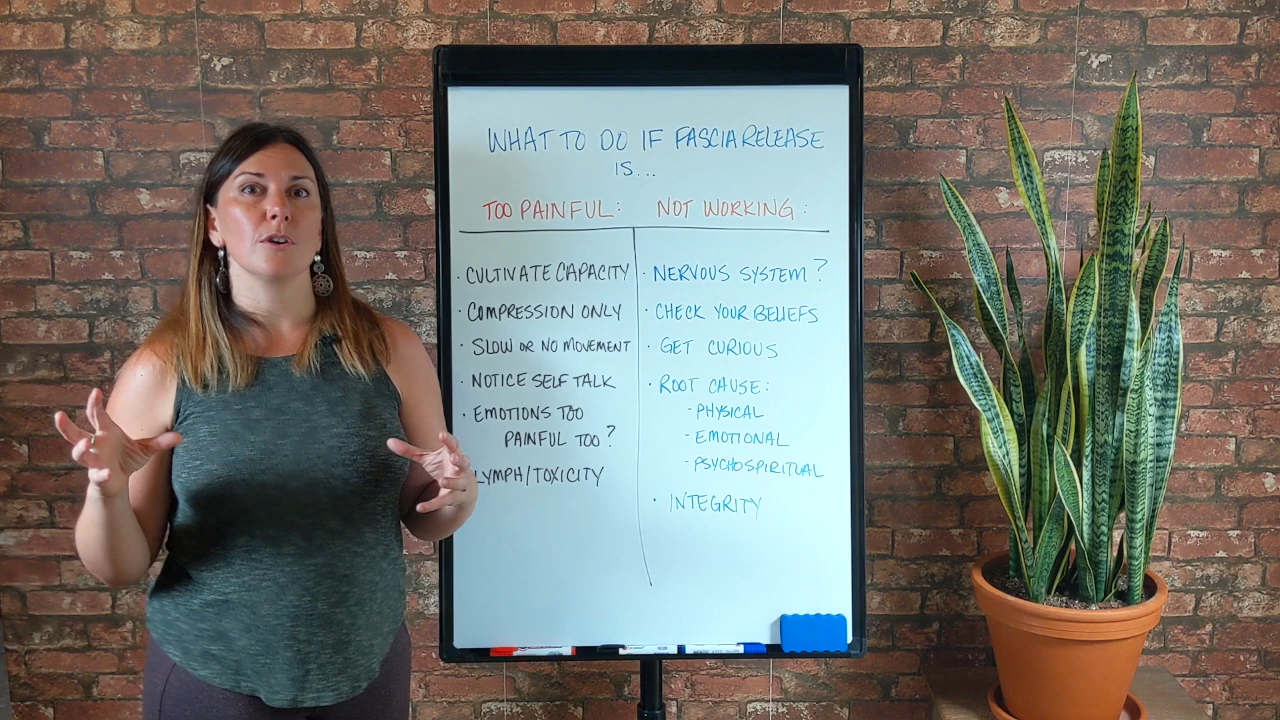 WHAT TO DO IF FASCIA RELEASE
IS...
TOO PAINFUL:
· CULTIVATE CAPACITY
· COMPRESSION ONLY
· SLOW OR NO MOVEMENT
· NOTICE SELF TALK
· EMOTIONS TOO
PAINFUL TOO?
LYMPH/TOXICITY
NOT WORKING:
· NERVOUS SYSTEM?
· CHECK YOUR BELIEFS
· GET CURIOUS
· ROOT CAUSE:
- PHYSICAL
- EMOTIONAL
- PSYCHOSPIRITUAL
· INTEGRITY